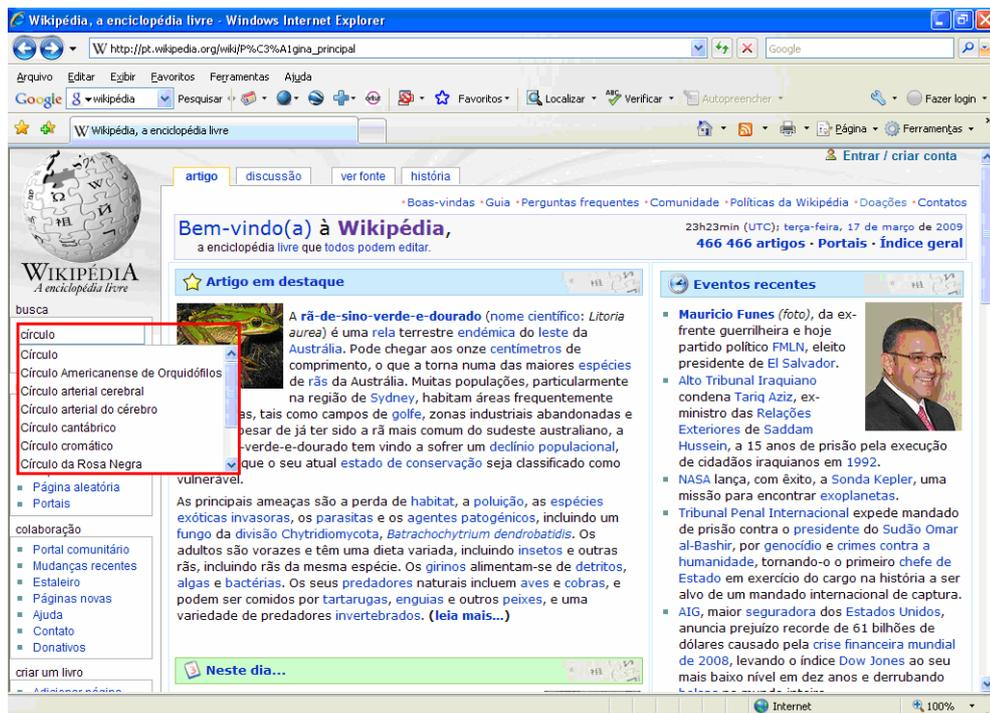 Wikipédia, a enciclopédia livre - Windows Internet Explorer
http://pt.wikipedia.org/wiki/P%C3%A1gina_principal
Google
Arquivo Editar Exibir Favoritos Ferramentas Ajuda
Google wikipédia Pesquisar Favoritos Localizar Verificar Autopreencher Fazer login
Wikipédia, a enciclopédia livre
Página Ferramentas
Entrar / criar conta
artigo discussão ver fonte história
Boas-vindas · Guia · Perguntas frequentes · Comunidade · Políticas da Wikipédia · Doações · Contatos
Bem-vindo(a) à Wikipédia,
a enciclopédia livre que todos podem editar.
23h23min (UTC); terça-feira, 17 de março de 2009
466 466 artigos · Portais · Índice geral
WIKIPÉDIA
A enciclopédia livre
busca
círculo
Círculo
Círculo Americanense de Orquidófilos
Círculo arterial cerebral
Círculo arterial do cérebro
Círculo cantábrico
Círculo cromático
Círculo da Rosa Negra
Página aleatória
Portais
colaboração
Portal comunitário
Mudanças recentes
Estaleiro
Páginas novas
Ajuda
Contato
Donativos
criar um livro
Adicionar página
Artigo em destaque
A rã-de-sino-verde-e-dourado (nome científico: Litoria
aurea) é uma rela terrestre endémica do leste da
Austrália. Pode chegar aos onze centímetros de
comprimento, o que a torna numa das maiores espécies
de rãs da Austrália. Muitas populações, particularmente
na região de Sydney, habitam áreas frequentemente
as, tais como campos de golfe, zonas industriais abandonadas e
pesar de já ter sido a rã mais comum do sudeste australiano, a
-verde-e-dourado tem vindo a sofrer um declínio populacional,
que o seu atual estado de conservação seja classificado como
vulnerável.
As principais ameaças são a perda de habitat, a poluição, as espécies
exóticas invasoras, os parasitas e os agentes patogénicos, incluindo um
fungo da divisão Chytridiomycota, Batrachochytrium dendrobatidis. Os
adultos são vorazes e têm uma dieta variada, incluindo insetos e outras
rãs, incluindo rãs da mesma espécie. Os girinos alimentam-se de detritos,
algas e bactérias. Os seus predadores naturais incluem aves e cobras, e
podem ser comidos por tartarugas, enguias e outros peixes, e uma
variedade de predadores invertebrados. (leia mais...)
Neste dia...
Eventos recentes
Mauricio Funes (foto), da ex-
frente guerrilheira e hoje
partido político FMLN, eleito
presidente de El Salvador.
Alto Tribunal Iraquiano
condena Tariq Aziz, ex-
ministro das Relações
Exteriores de Saddam
Hussein, a 15 anos de prisão pela execução
de cidadãos iraquianos em 1992.
NASA lança, com êxito, a Sonda Kepler, uma
missão para encontrar exoplanetas.
Tribunal Penal Internacional expede mandado
de prisão contra o presidente do Sudão Omar
al-Bashir, por genocídio e crimes contra a
humanidade, tornando-o o primeiro chefe de
Estado em exercício do cargo na história a ser
alvo de um mandado internacional de captura.
AIG, maior seguradora dos Estados Unidos,
anuncia prejuízo recorde de 61 bilhões de
dólares causado pela crise financeira mundial
de 2008, levando o índice Dow Jones ao seu
mais baixo nível em dez anos e derrubando
bolsas no mundo inteiro.
Internet
100%